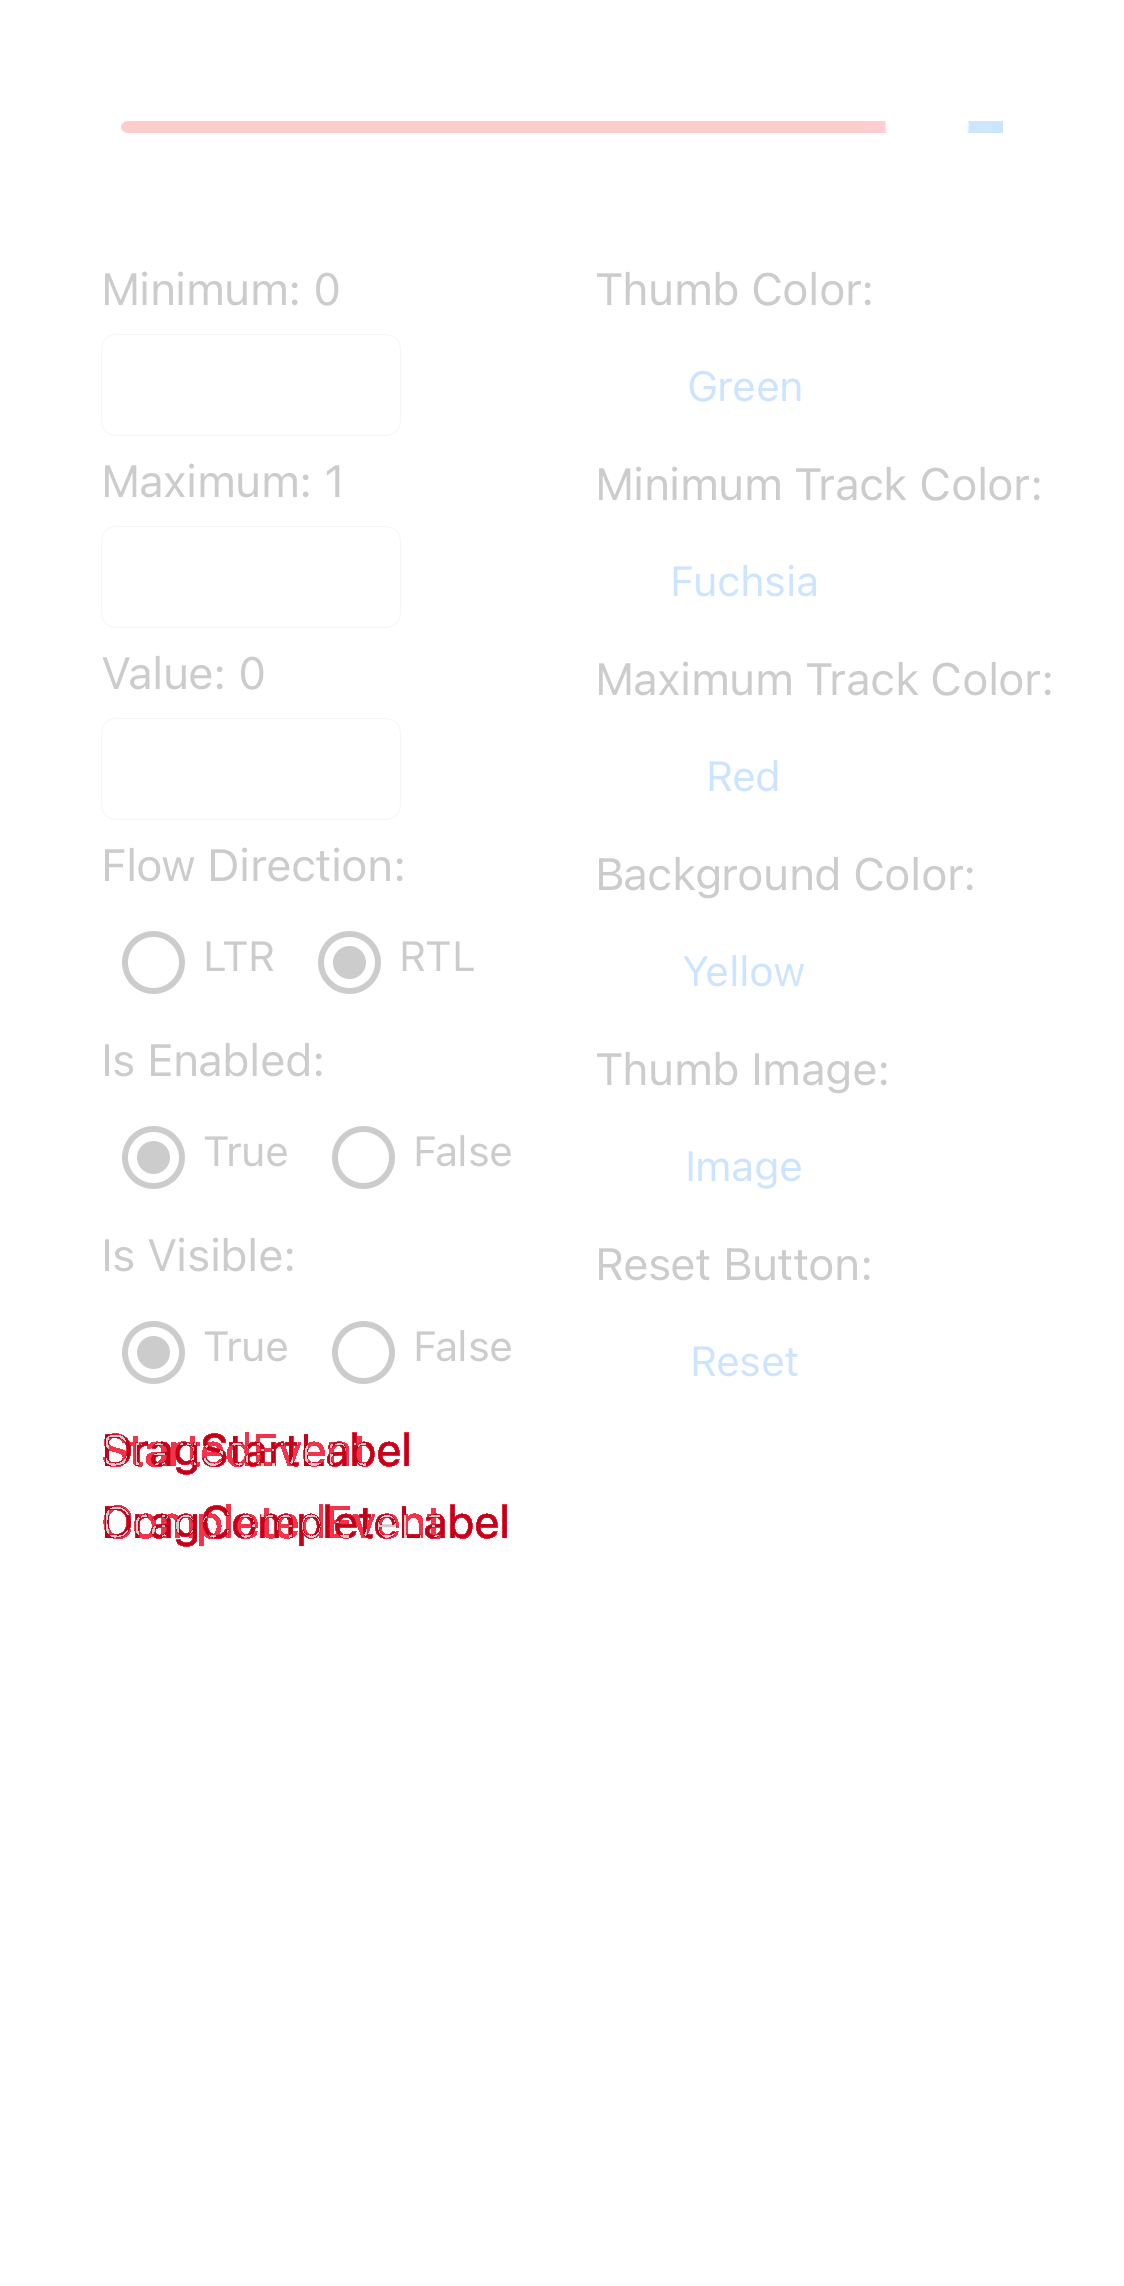 Minimum: 0
Maximum: 1
Value: 0
Flow Direction:
LTR RTL
Is Enabled:
True False
Is Visible:
True False
DragStartLabel
DragCompleteLabel
Thumb Color:
Green
Minimum Track Color:
Fuchsia
Maximum Track Color:
Red
Background Color:
Yellow
Thumb Image:
Image
Reset Button:
Reset